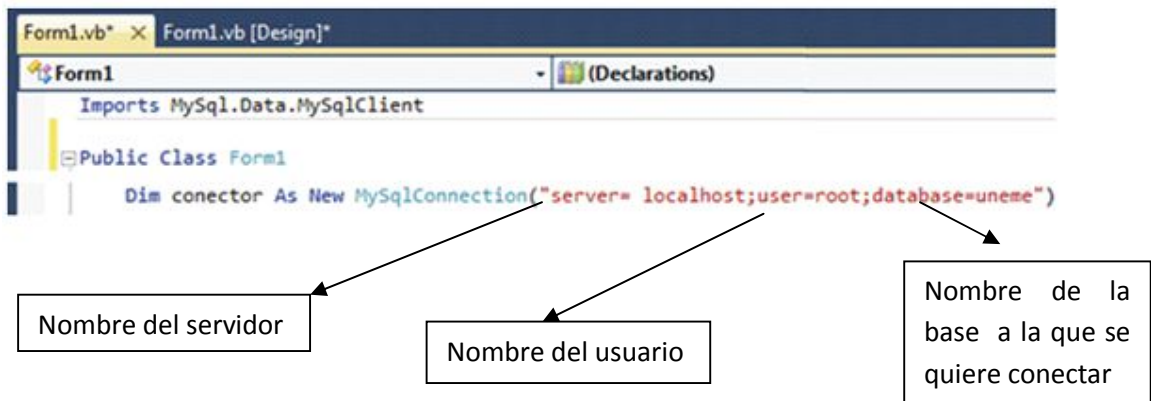 Form1.vb* X Form1.vb [Design]*
Form1 (Declarations)
Imports MySql.Data.MySqlClient
Public Class Form1
Dim conector As New MySqlConnection("server= localhost;user=root;database=uneme")
Nombre del servidor
Nombre del usuario
Nombre de la
base a la que se
quiere conectar